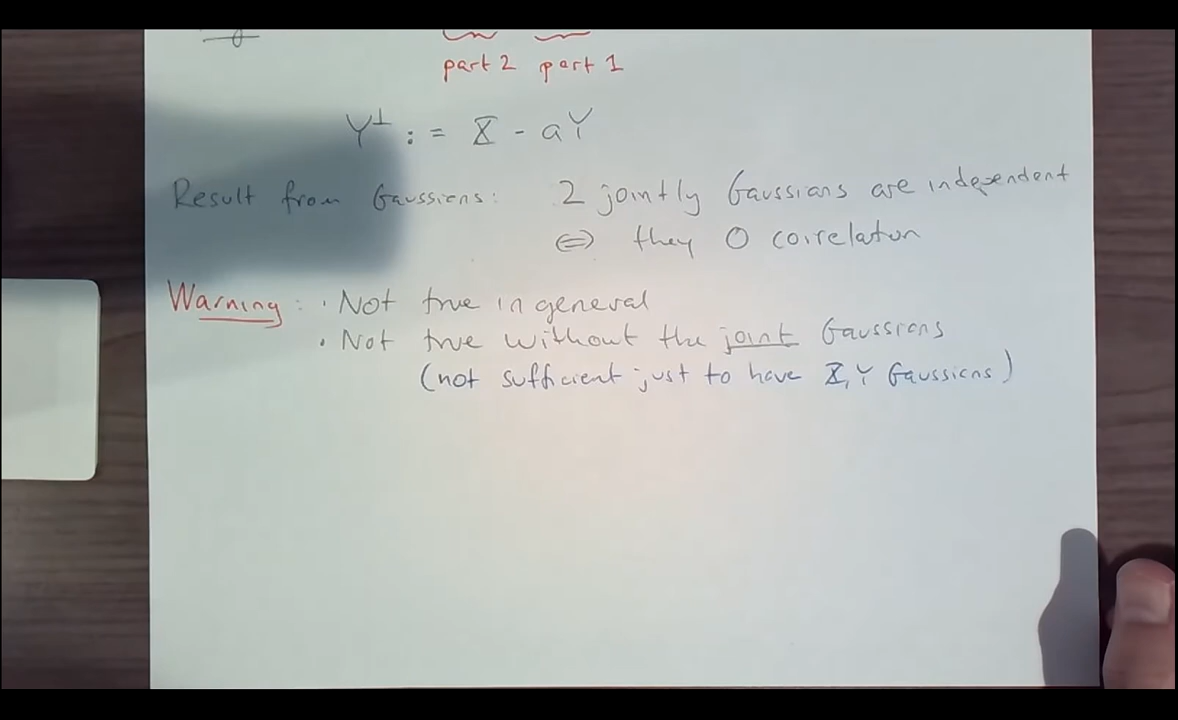 part 2 part 1
Y⊥ := X - aY
Result from Gaussians: 2 jointly Gaussians are independent
⇔ they 0 correlation
Warning: • Not true in general
• Not true without the joint Gaussians
(not sufficient just to have X, Y Gaussians)